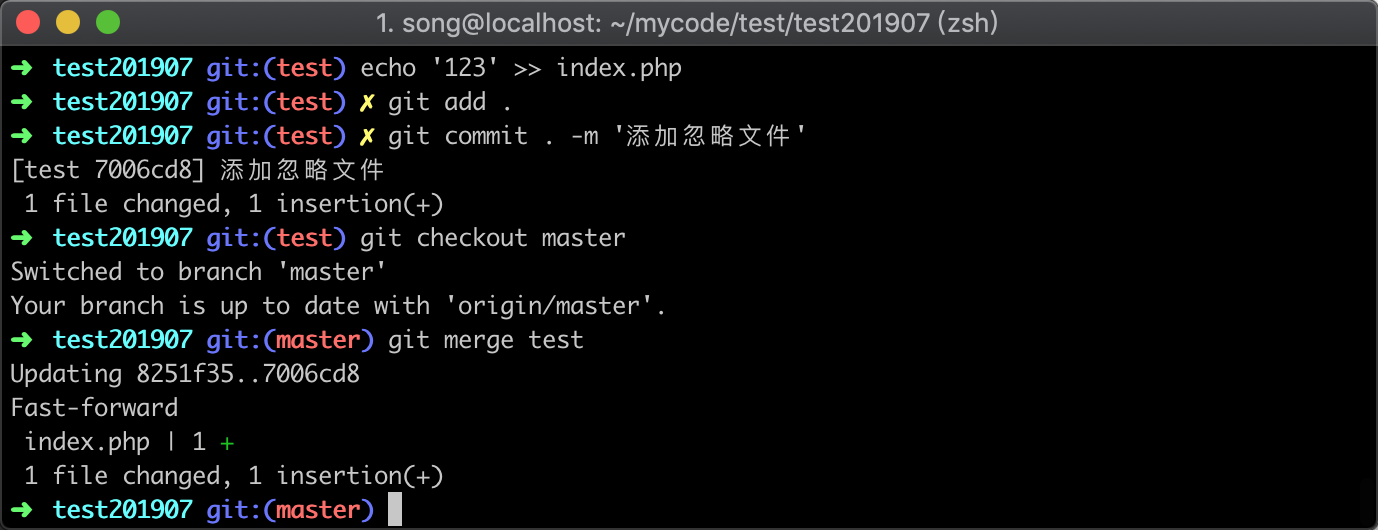 1. song@localhost: ~/mycode/test/test201907 (zsh)
➜ test201907 git:(test) echo '123' >> index.php
➜ test201907 git:(test) ✗ git add .
➜ test201907 git:(test) ✗ git commit . -m '添加忽略文件'
[test 7006cd8] 添加忽略文件
 1 file changed, 1 insertion(+)
➜ test201907 git:(test) git checkout master
Switched to branch 'master'
Your branch is up to date with 'origin/master'.
➜ test201907 git:(master) git merge test
Updating 8251f35..7006cd8
Fast-forward
 index.php | 1 +
 1 file changed, 1 insertion(+)
➜ test201907 git:(master)